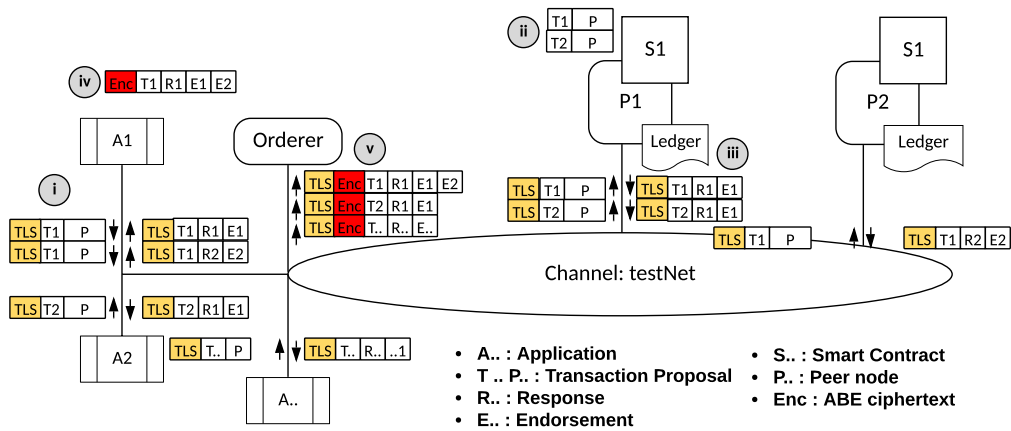 ii T1 P
T2 P
S1
S1
iv Enc T1 R1 E1 E2
P1
P2
A1
Orderer
v
Ledger
iii
Ledger
i
TLS Enc T1 R1 E1 E2
TLS Enc T2 R1 E1
TLS Enc T.. R.. E..
TLS T1 P
TLS T2 P
TLS T1 R1 E1
TLS T2 R1 E1
TLS T1 P
TLS T1 P
TLS T1 R1 E1
TLS T1 R2 E2
TLS T1 P
TLS T1 R2 E2
Channel: testNet
TLS T2 P
TLS T2 R1 E1
A2
TLS T.. P
TLS T.. R.. ..1
A..
• A.. : Application
• T .. P.. : Transaction Proposal
• R.. : Response
• E.. : Endorsement
• S.. : Smart Contract
• P.. : Peer node
• Enc : ABE ciphertext